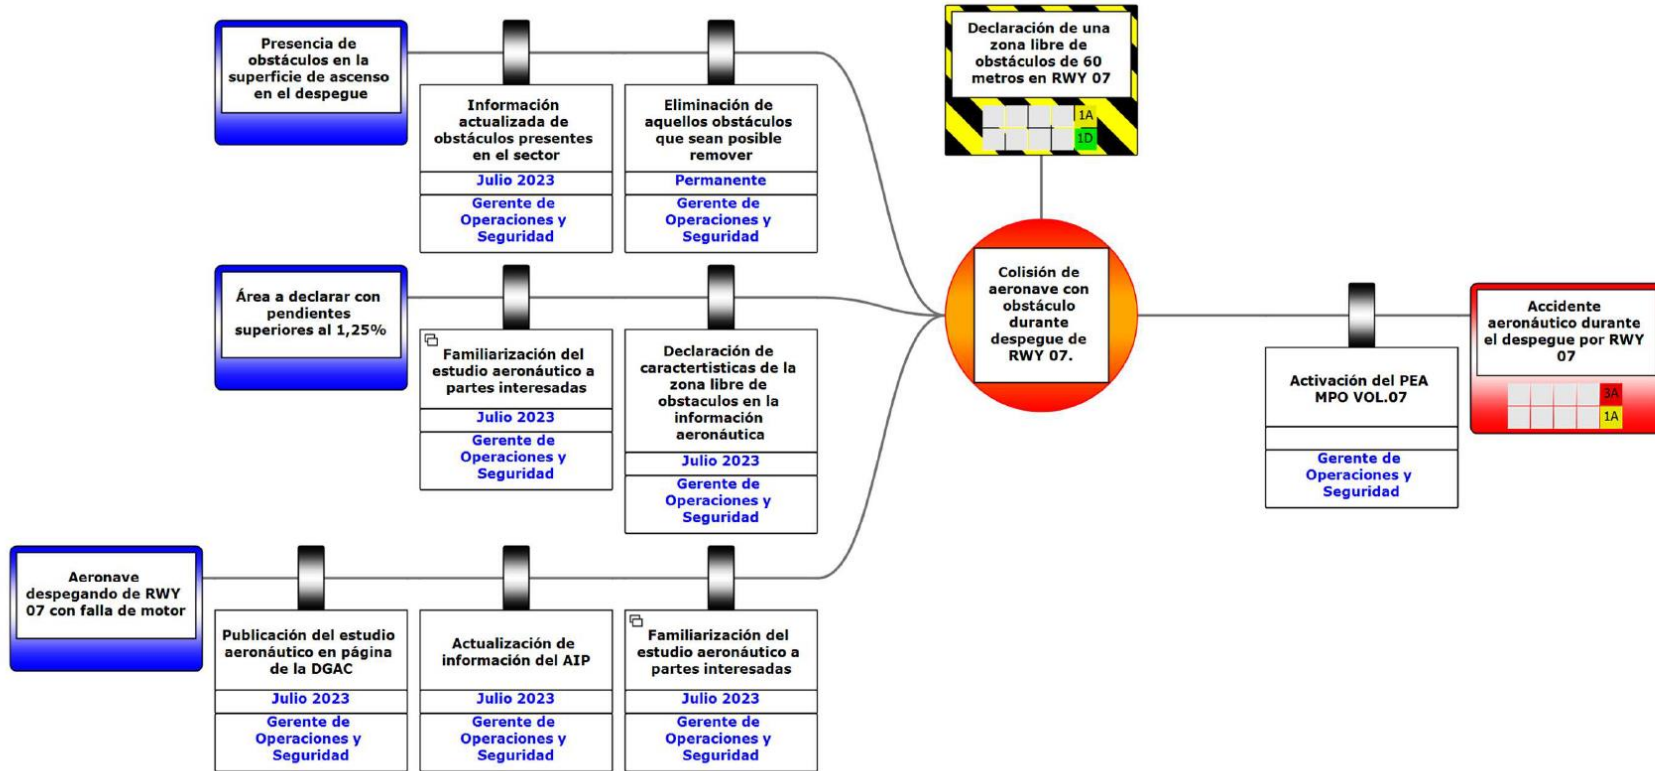 Presencia de
obstáculos en la
superficie de ascenso
en el despegue
Información
actualizada de
obstáculos presentes
en el sector
Julio 2023
Gerente de
Operaciones y
Seguridad
Eliminación de
aquellos obstáculos
que sean posible
remover
Permanente
Gerente de
Operaciones y
Seguridad
Declaración de una
zona libre de
obstáculos de 60
metros en RWY 07
1A
1D
Área a declarar con
pendientes
superiores al 1,25%
Familiarización del
estudio aeronáutico a
partes interesadas
Julio 2023
Gerente de
Operaciones y
Seguridad
Declaración de
caractertisticas de la
zona libre de
obstaculos en la
información
aeronáutica
Julio 2023
Gerente de
Operaciones y
Seguridad
Colisión de
aeronave con
obstáculo
durante
despegue de
RWY 07.
Activación del PEA
MPO VOL.07
Gerente de
Operaciones y
Seguridad
Accidente
aeronáutico durante
el despegue por RWY
07
3A
1A
Aeronave
despegando de RWY
07 con falla de motor
Publicación del estudio
aeronáutico en página
de la DGAC
Julio 2023
Gerente de
Operaciones y
Seguridad
Actualización de
información del AIP
Julio 2023
Gerente de
Operaciones y
Seguridad
Familiarización del
estudio aeronáutico a
partes interesadas
Julio 2023
Gerente de
Operaciones y
Seguridad